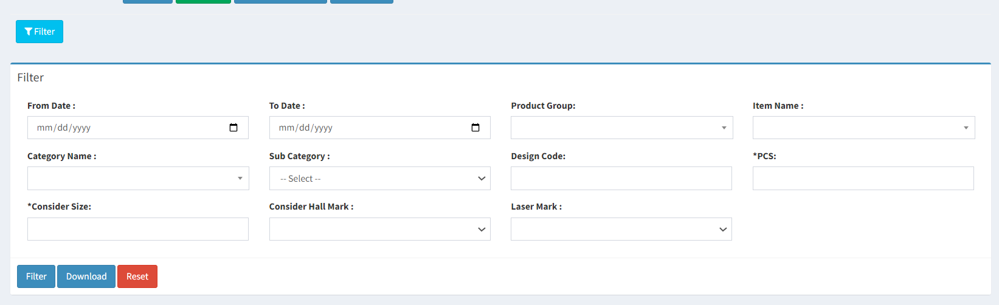 Filter
Filter
From Date : To Date : Product Group: Item Name :
mm/dd/yyyy mm/dd/yyyy
Category Name : Sub Category : Design Code: *PCS:
-- Select --
*Consider Size: Consider Hall Mark : Laser Mark :
Filter Download Reset